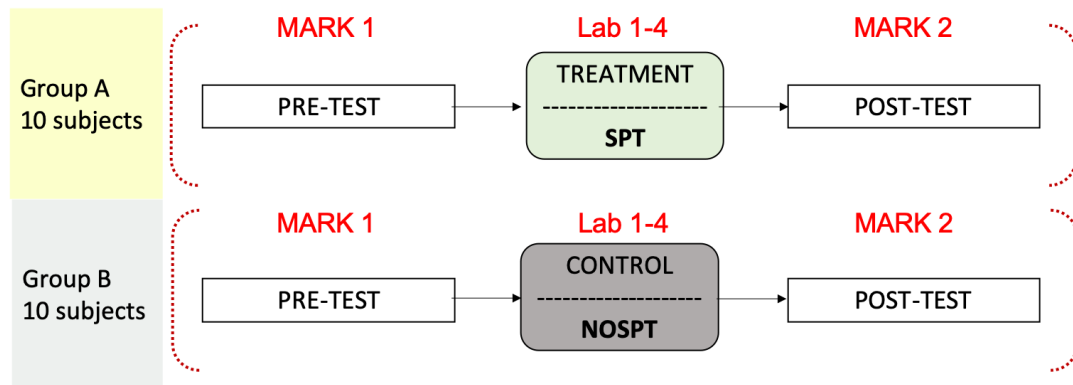 MARK 1
Lab 1-4
MARK 2
Group A
10 subjects
PRE-TEST
TREATMENT
---------------------
SPT
POST-TEST
MARK 1
Lab 1-4
MARK 2
Group B
10 subjects
PRE-TEST
CONTROL
---------------------
NOSPT
POST-TEST